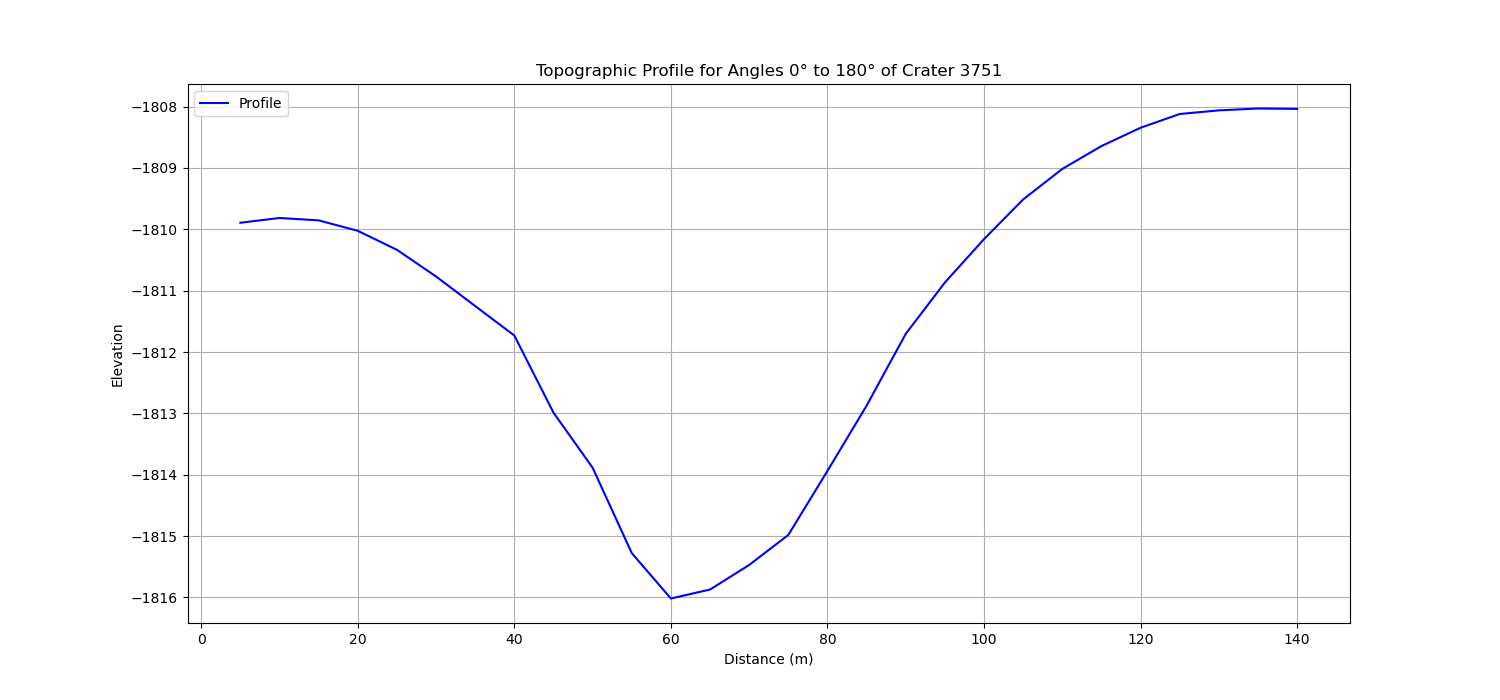 Topographic Profile for Angles 0° to 180° of Crater 3751
Profile
−1808
−1809
−1810
−1811
−1812
−1813
−1814
−1815
−1816
Elevation
0 20 40 60 80 100 120 140
Distance (m)